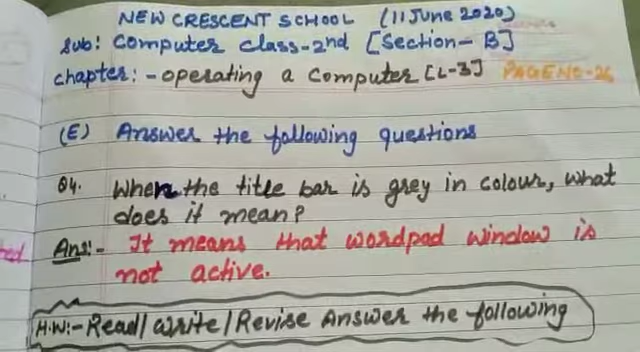 NEW CRESCENT SCHOOL (11 June 2020)
Sub: Computer Class-2nd [Section-B]
Chapter:-operating a Computer [L-3] PAGE NO-26
(E) Answer the following questions
Q4. When the title bar is grey in colour, what
does it mean?
Ans:- It means that wordpad window is
not active.
H.W:-Read/Write/Revise Answer the following